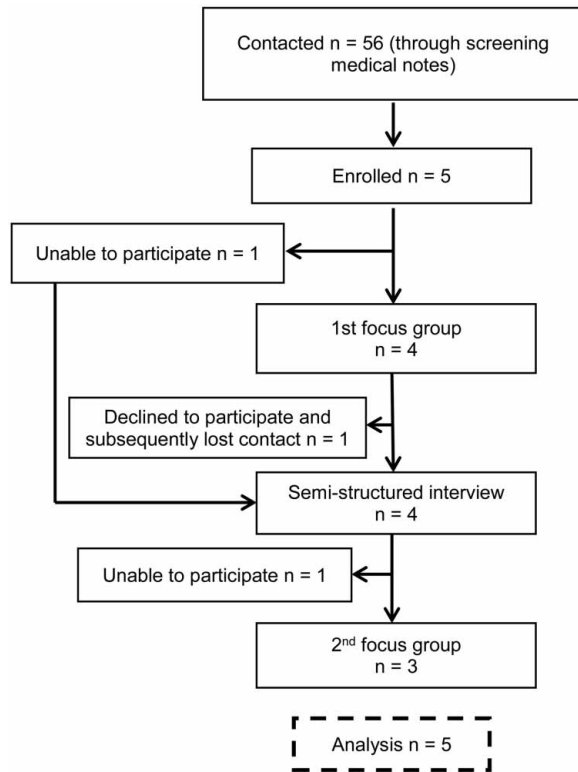 Contacted n = 56 (through screening
medical notes)
Enrolled n = 5
Unable to participate n = 1
1st focus group
n = 4
Declined to participate and
subsequently lost contact n = 1
Semi-structured interview
n = 4
Unable to participate n = 1
2nd focus group
n = 3
Analysis n = 5